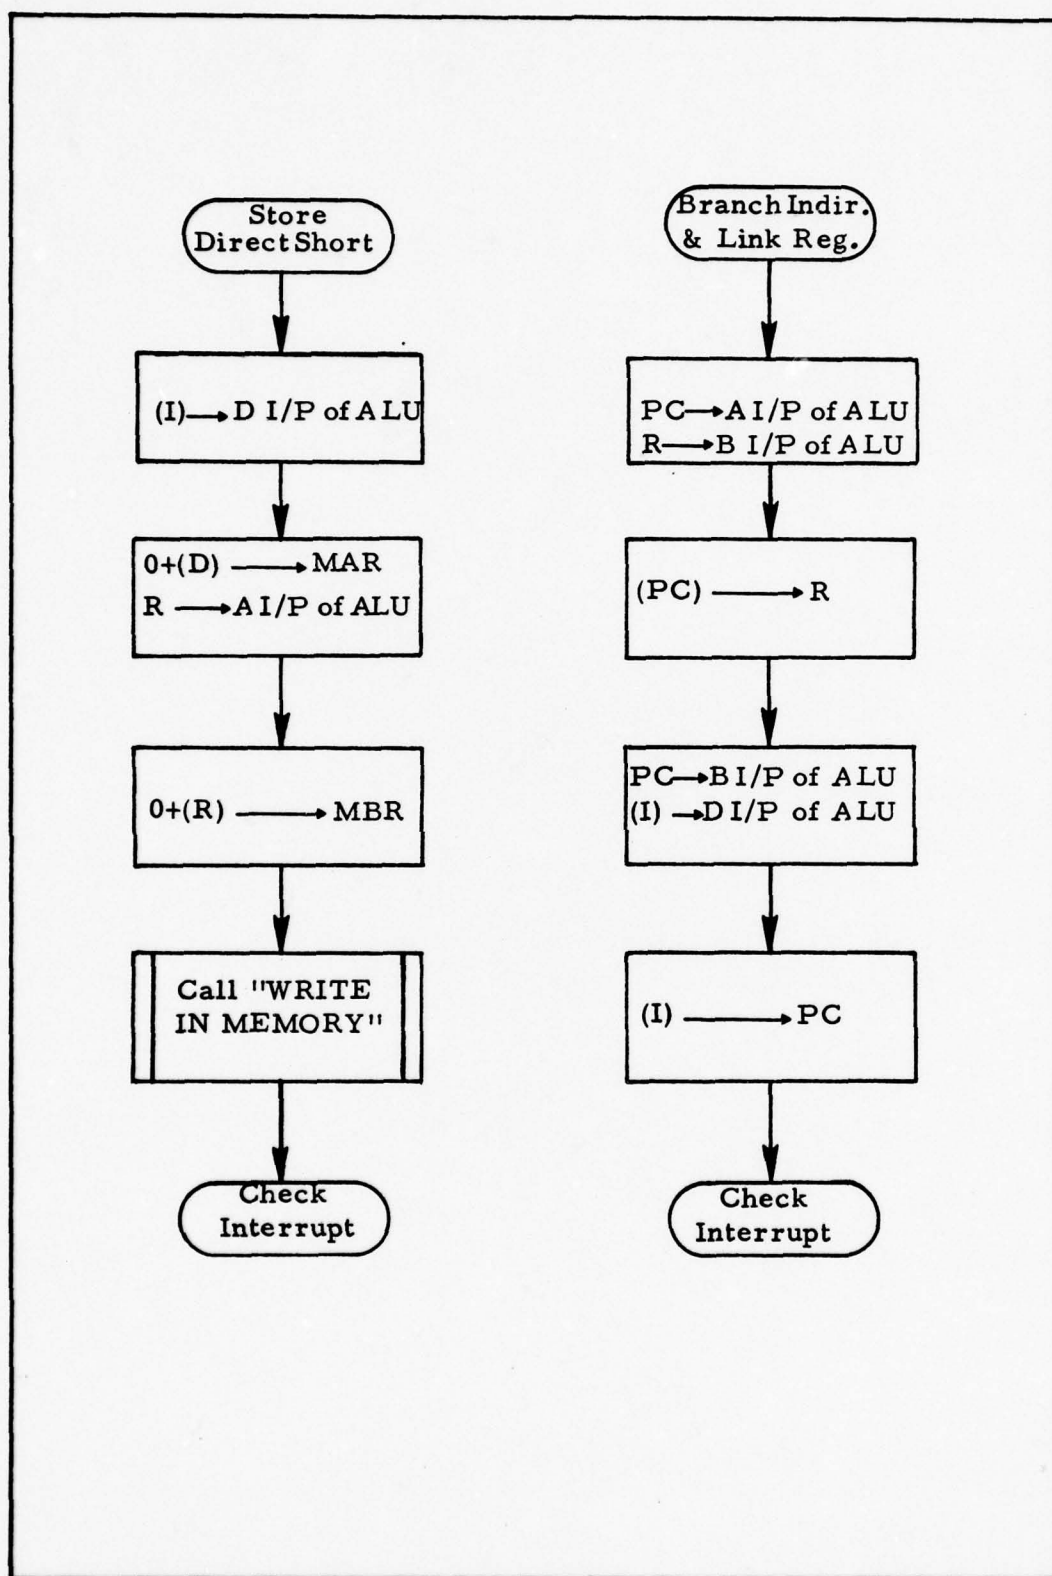 Store
Direct Short
(I)→D I/P of ALU
0+(D) → MAR
R →A I/P of ALU
0+(R) → MBR
Call "WRITE
IN MEMORY"
Check
Interrupt
Branch Indir.
& Link Reg.
PC→A I/P of ALU
R→B I/P of ALU
(PC) → R
PC→B I/P of ALU
(I) →D I/P of ALU
(I) → PC
Check
Interrupt